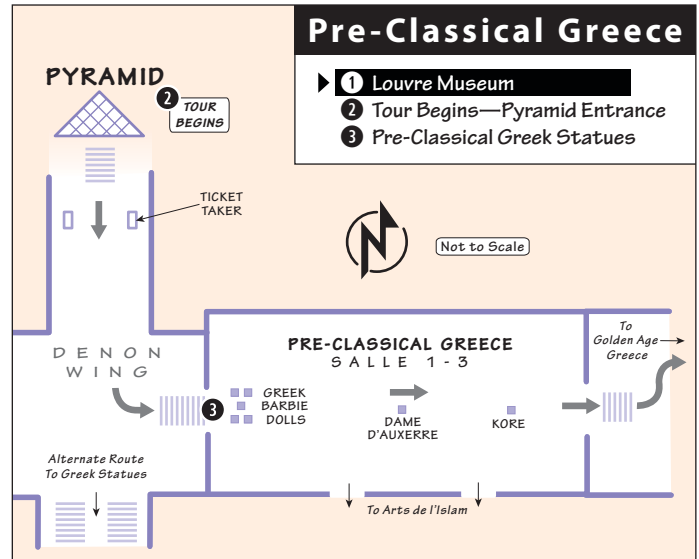 Pre-Classical Greece
1 Louvre Museum
2 Tour Begins—Pyramid Entrance
3 Pre-Classical Greek Statues
PYRAMID
2 TOUR
BEGINS
TICKET
TAKER
N
Not to Scale
DENON
WING
PRE-CLASSICAL GREECE
SALLE 1-3
To
Golden Age
Greece
3
GREEK
BARBIE
DOLLS
DAME
D'AUXERRE
KORE
Alternate Route
To Greek Statues
To Arts de l'Islam